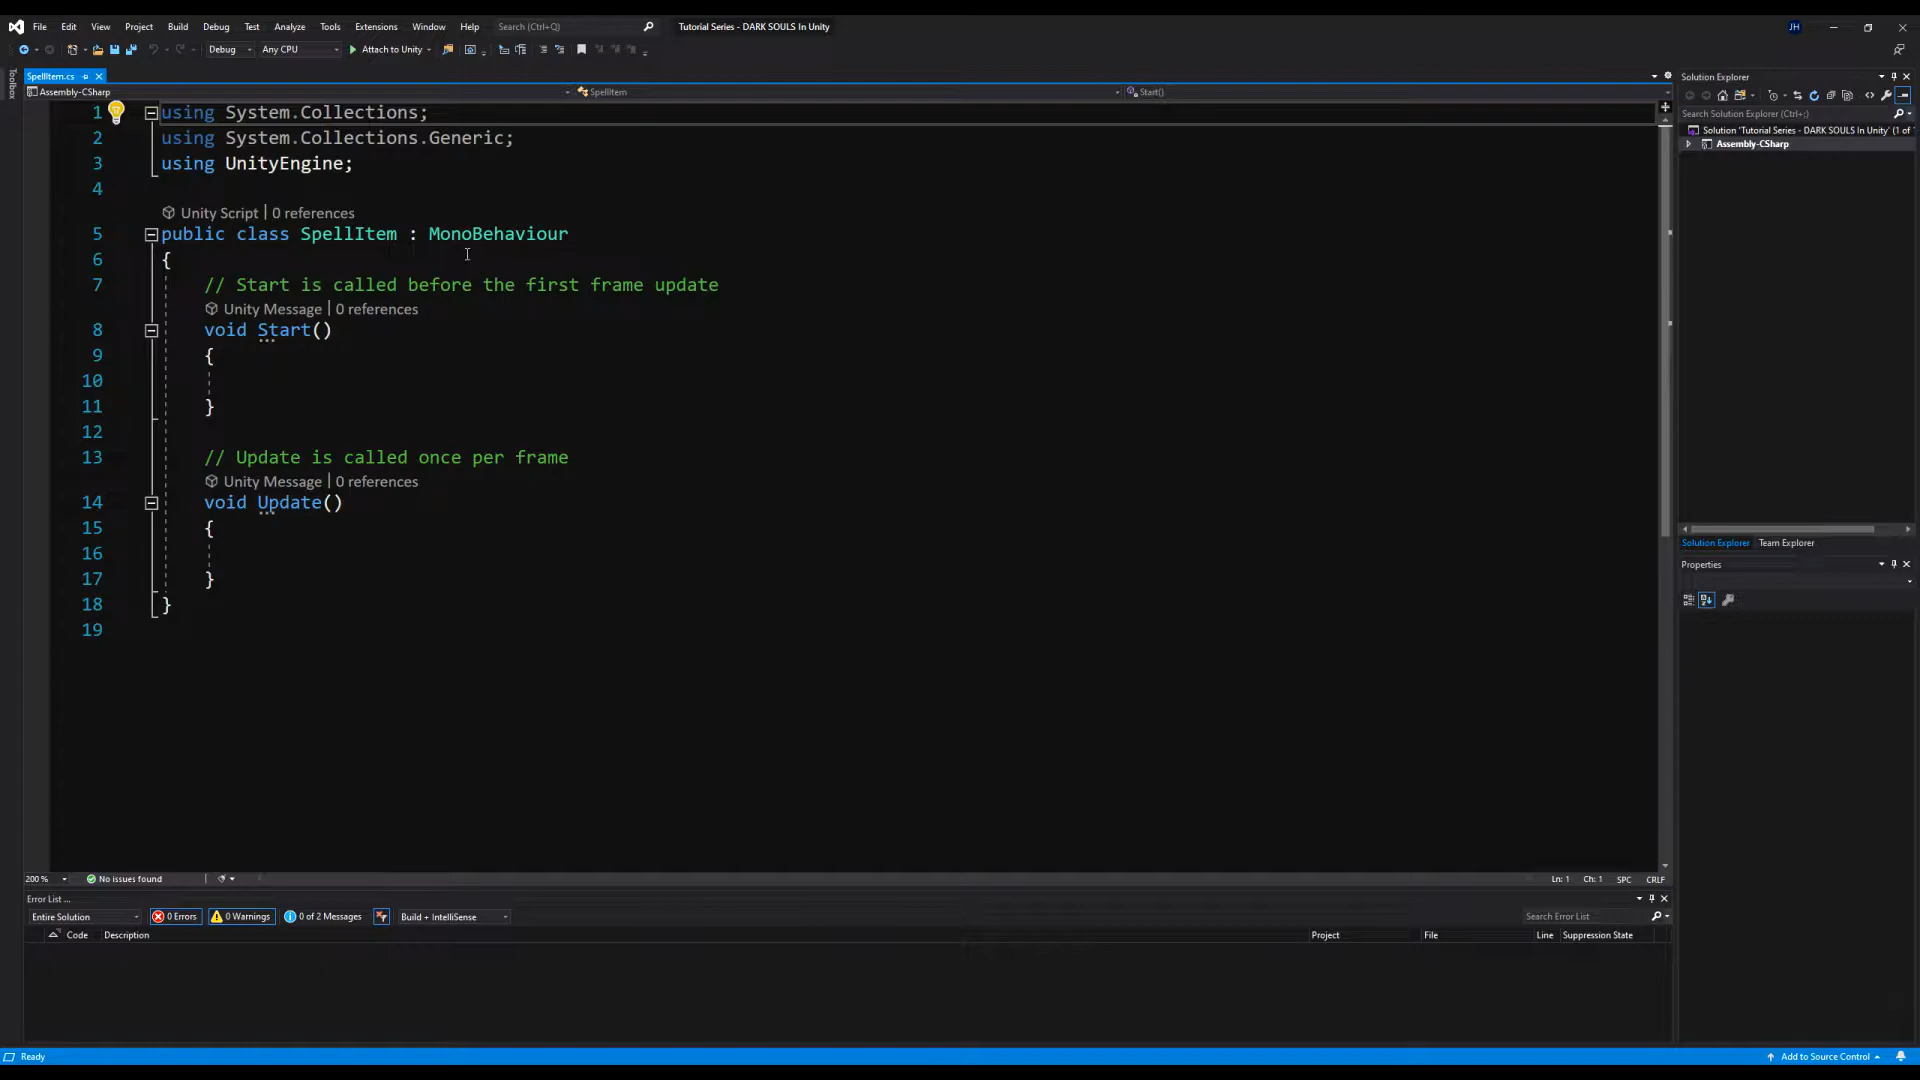 File Edit View Project Build Debug Test Analyze Tools Extensions Window Help Search (Ctrl+Q) Tutorial Series - DARK SOULS In Unity JH
Debug Any CPU Attach to Unity
Toolbox
SpellItem.cs
Assembly-CSharp SpellItem Start()
1 using System.Collections;
2 using System.Collections.Generic;
3 using UnityEngine;
4
Unity Script | 0 references
5 public class SpellItem : MonoBehaviour
6 {
7 // Start is called before the first frame update
Unity Message | 0 references
8 void Start()
9 {
10
11 }
12
13 // Update is called once per frame
Unity Message | 0 references
14 void Update()
15 {
16
17 }
18 }
19
200 % No issues found Ln: 1 Ch: 1 SPC CRLF
Error List ...
Entire Solution 0 Errors 0 Warnings 0 of 2 Messages Build + IntelliSense Search Error List
Code Description Project File Line Suppression State
Solution Explorer
Search Solution Explorer (Ctrl+;)
Solution 'Tutorial Series - DARK SOULS In Unity' (1 of
Assembly-CSharp
Solution Explorer Team Explorer
Properties
Ready Add to Source Control